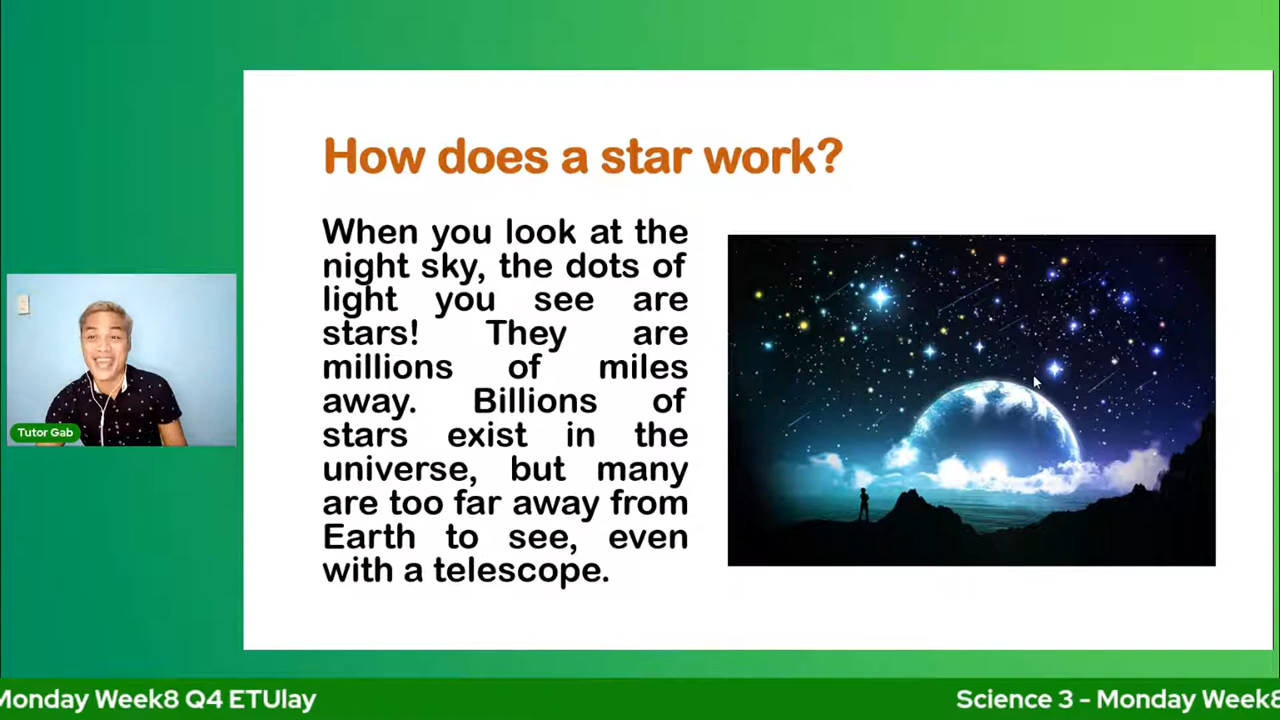 How does a star work?
When you look at the
night sky, the dots of
light you see are
stars! They are
millions of miles
away. Billions of
stars exist in the
universe, but many
are too far away from
Earth to see, even
with a telescope.
Tutor Gab
Monday Week8 Q4 ETUlay
Science 3 - Monday Week8